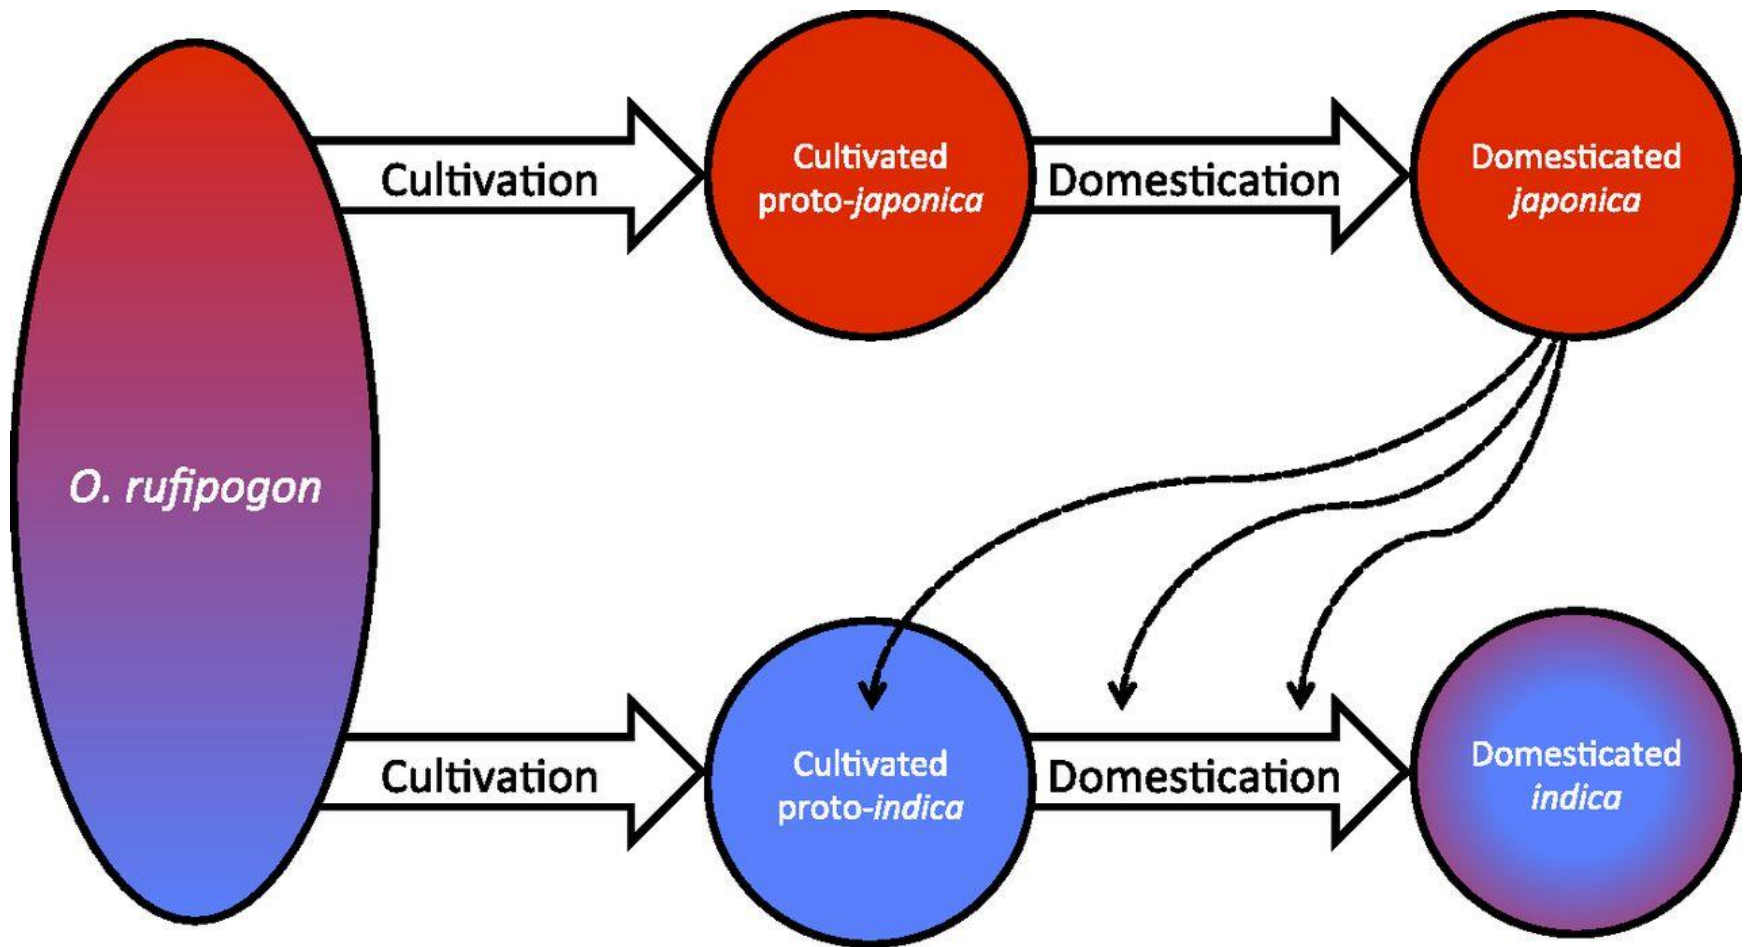 Cultivation
Cultivated
proto-japonica
Domestication
Domesticated
japonica
O. rufipogon
Cultivation
Cultivated
proto-indica
Domestication
Domesticated
indica